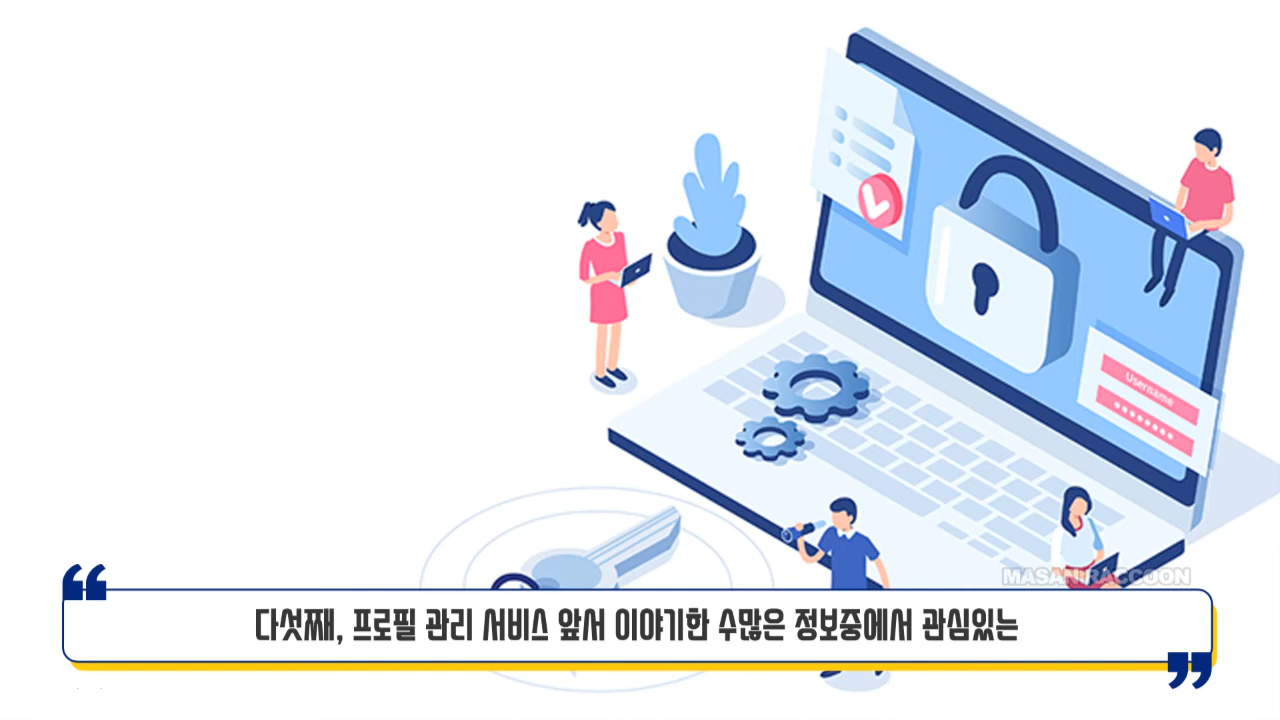 Username
MASANIRACCOON
다섯째, 프로필 관리 서비스 앞서 이야기한 수많은 정보중에서 관심있는